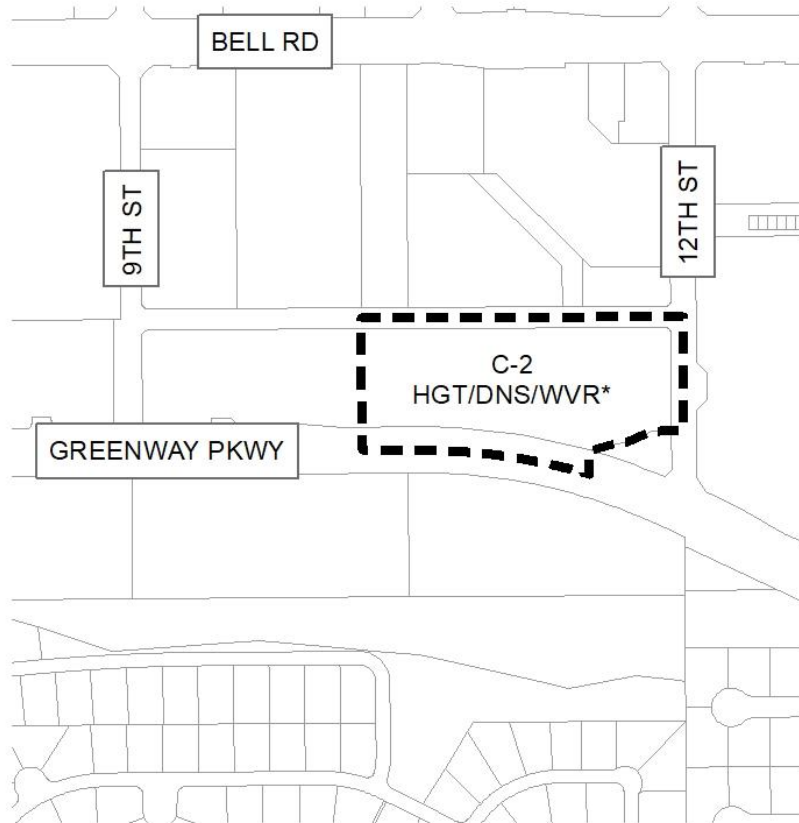 BELL RD
9TH ST
12TH ST
C-2
HGT/DNS/WVR*
GREENWAY PKWY